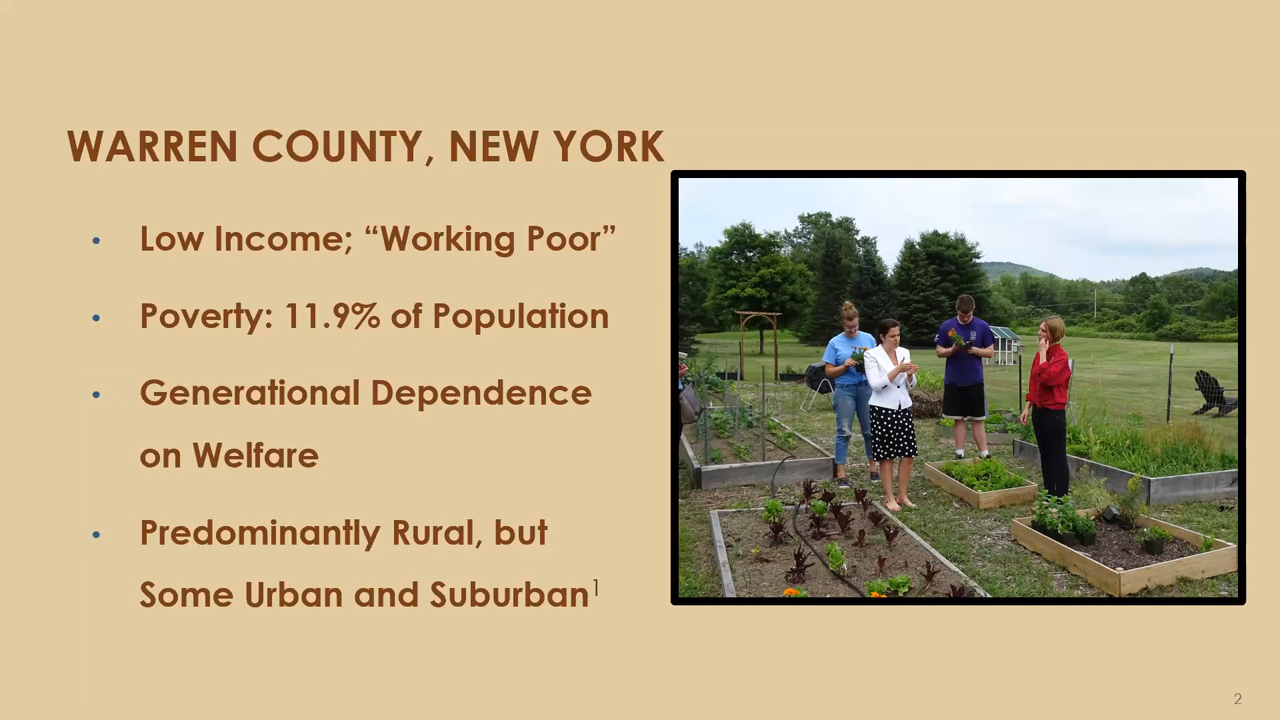 WARREN COUNTY, NEW YORK
• Low Income; “Working Poor”
• Poverty: 11.9% of Population
• Generational Dependence
on Welfare
• Predominantly Rural, but
Some Urban and Suburban¹
2